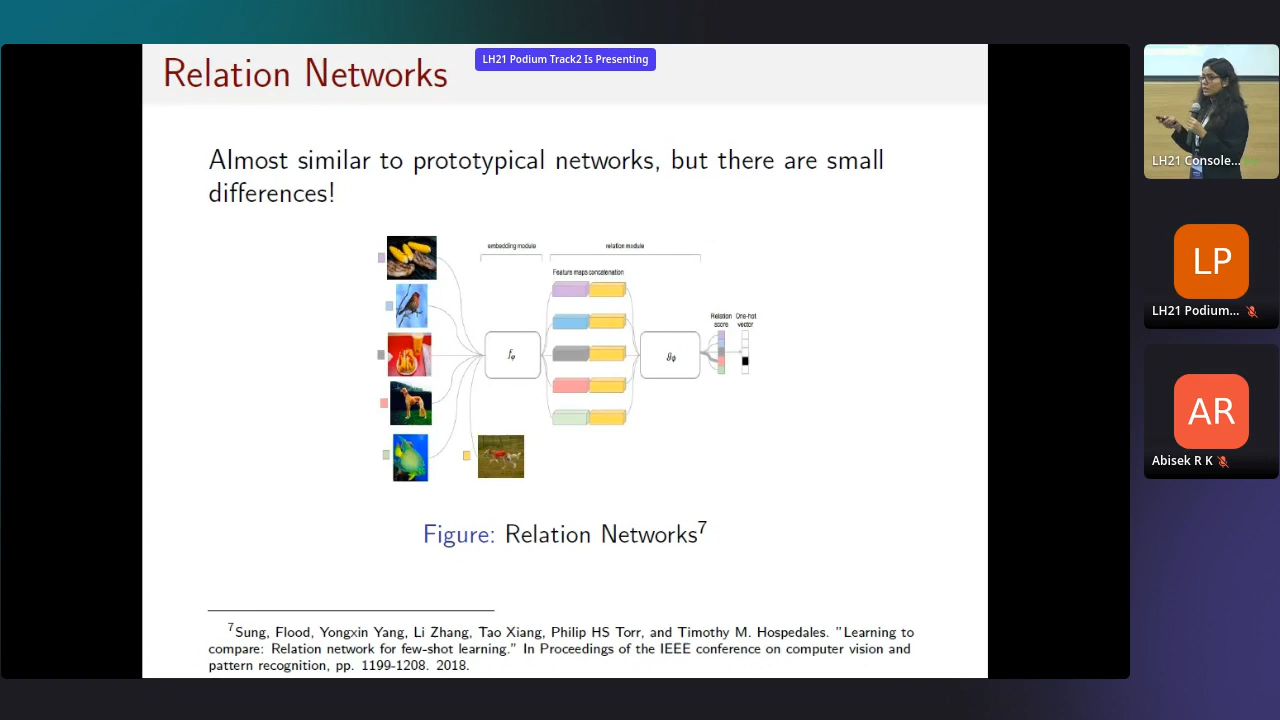 Relation Networks
LH21 Podium Track2 Is Presenting
Almost similar to prototypical networks, but there are small
differences!
embedding module
relation module
Feature maps concatenation
Relation
score
One-hot
vector
fφ
gϕ
Figure: Relation Networks7
7Sung, Flood, Yongxin Yang, Li Zhang, Tao Xiang, Philip HS Torr, and Timothy M. Hospedales. "Learning to
compare: Relation network for few-shot learning." In Proceedings of the IEEE conference on computer vision and
pattern recognition, pp. 1199-1208. 2018.
LH21 Console...
LP
LH21 Podium...
AR
Abisek R K